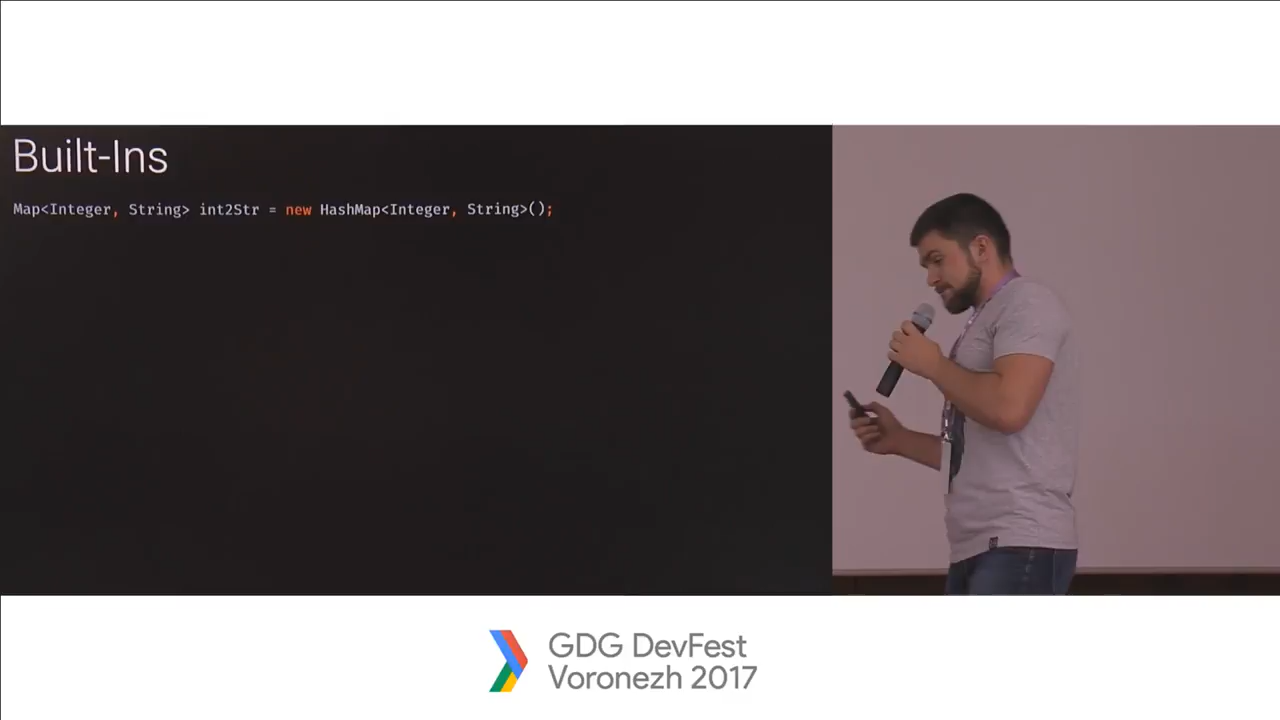 Built-Ins
Map<Integer, String> int2Str = new HashMap<Integer, String>();
GDG DevFest
Voronezh 2017